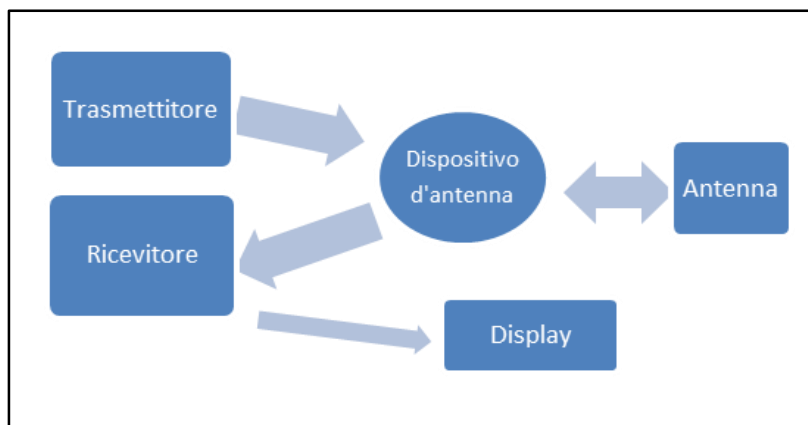 Trasmettitore
Dispositivo
d'antenna
Antenna
Ricevitore
Display